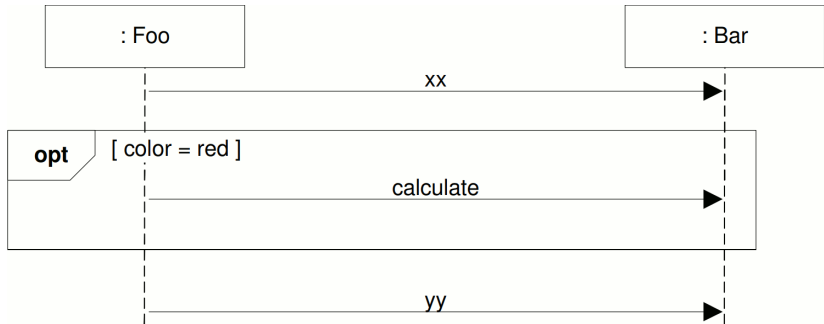 : Foo
: Bar
xx
opt
[ color = red ]
calculate
yy